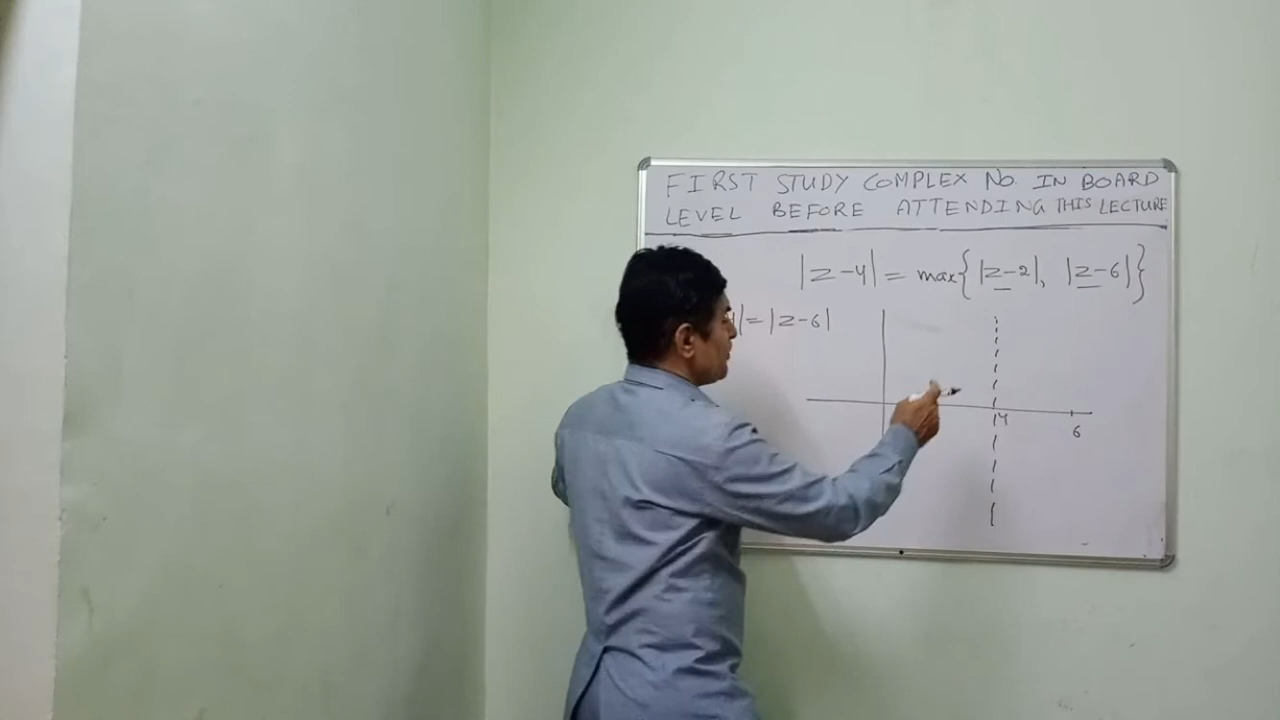 FIRST STUDY COMPLEX NO. IN BOARD
LEVEL BEFORE ATTENDING THIS LECTURE
|z-4| = max{|z-2|, |z-6|}
|=|z-6|
4
6